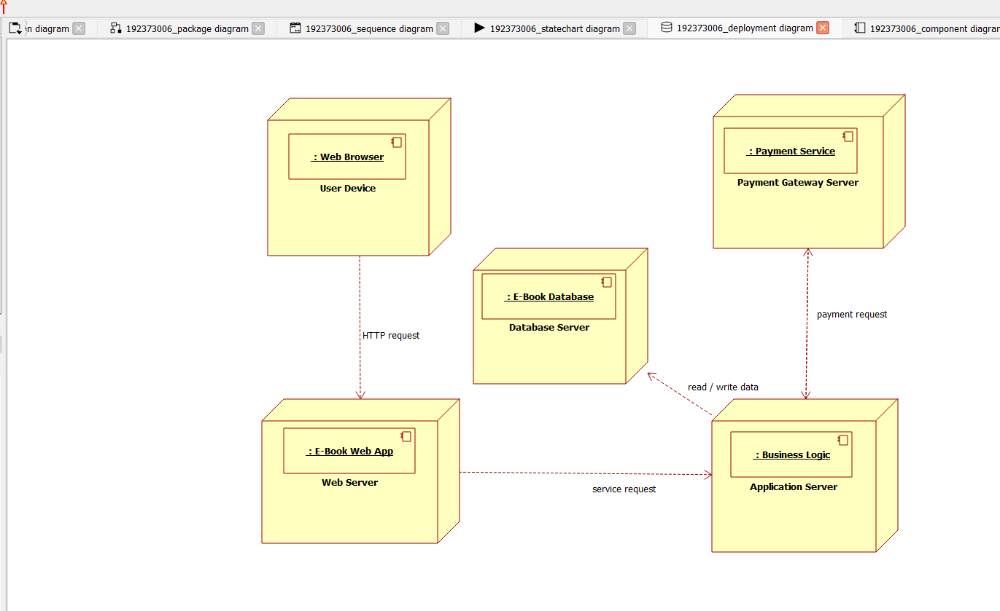 n diagram
192373006_package diagram
192373006_sequence diagram
192373006_statechart diagram
192373006_deployment diagram
192373006_component diagram
: Web Browser
User Device
: Payment Service
Payment Gateway Server
: E-Book Database
Database Server
payment request
HTTP request
read / write data
: E-Book Web App
Web Server
: Business Logic
Application Server
service request